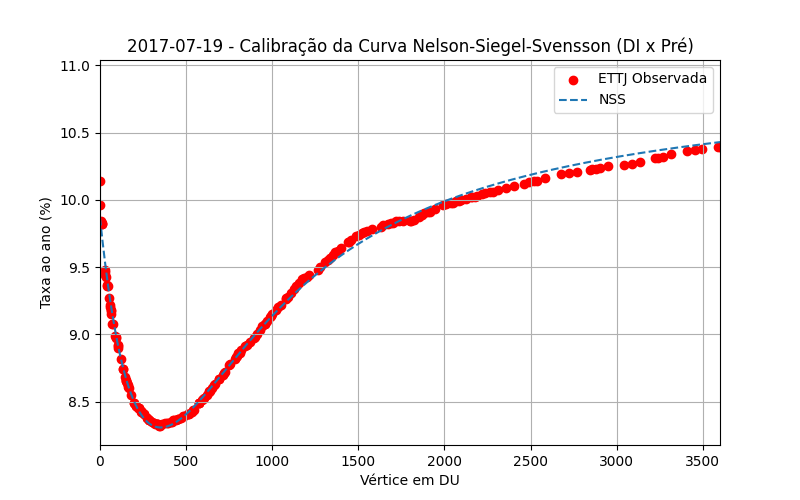 2017-07-19 - Calibração da Curva Nelson-Siegel-Svensson (DI x Pré)
ETTJ Observada
NSS
Taxa ao ano (%)
11.0
10.5
10.0
9.5
9.0
8.5
0 500 1000 1500 2000 2500 3000 3500
Vértice em DU